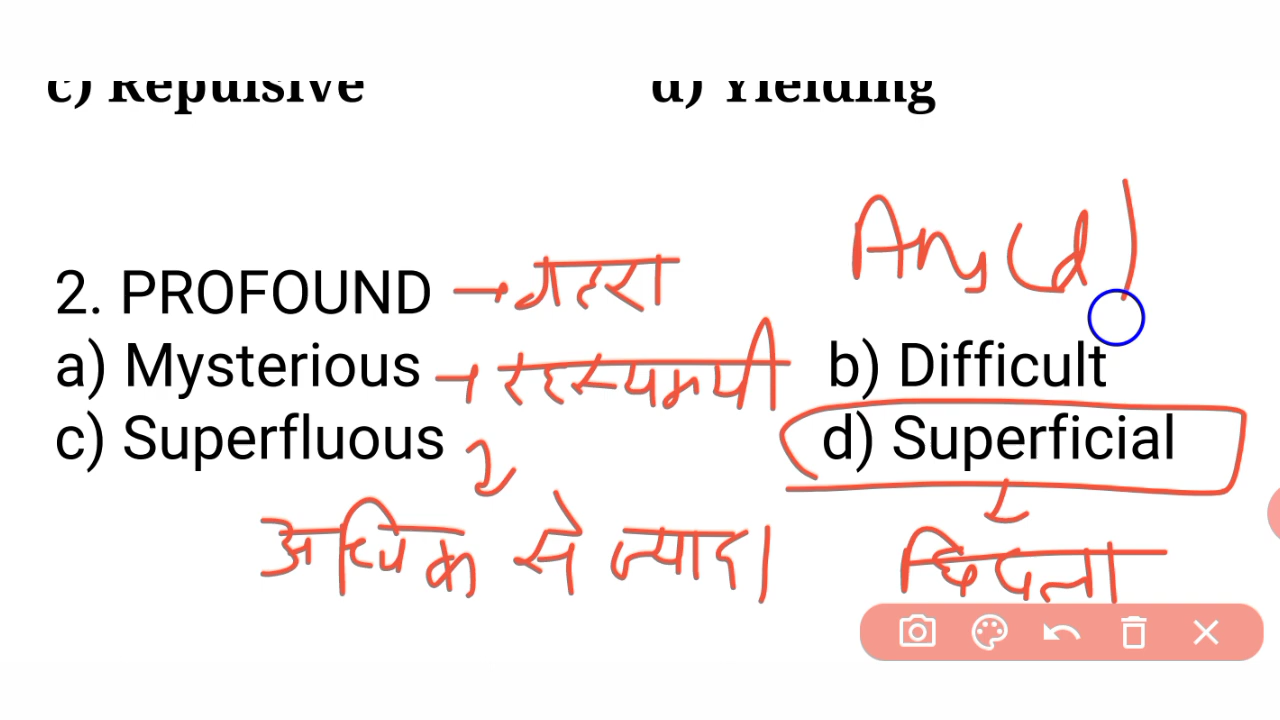 c) Repulsive d) Yielding
Ans (d)
2. PROFOUND → गहरा
a) Mysterious → रहस्यमयी b) Difficult
c) Superfluous d) Superficial
अधिक से ज्यादा छिछला